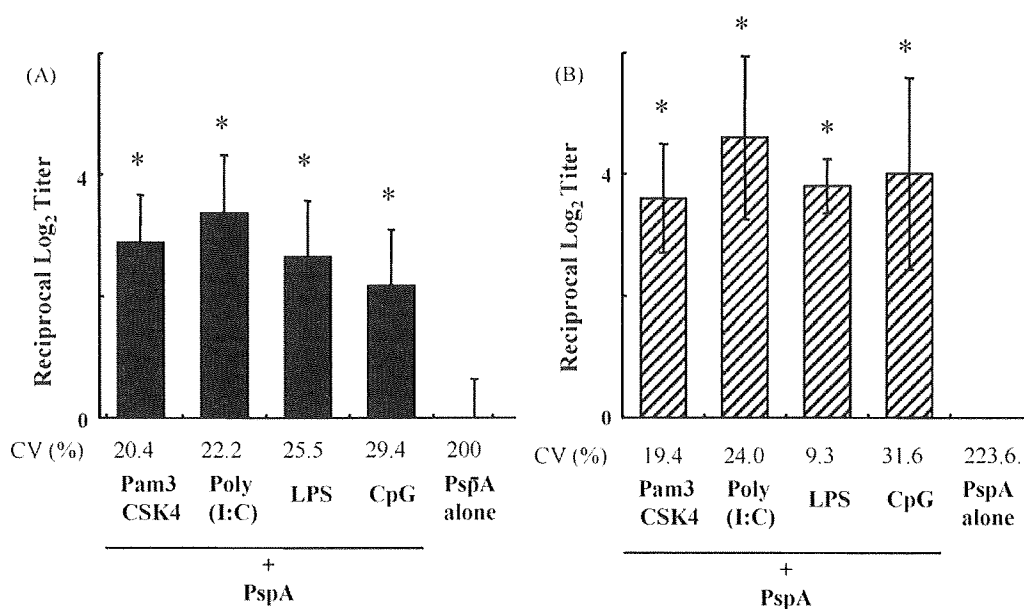 (A)
Reciprocal Log2 Titer
4
0
* * * *
CV (%) 20.4 22.2 25.5 29.4 200
Pam3 CSK4
Poly (I:C)
LPS
CpG
PspA alone
+
PspA
(B)
Reciprocal Log2 Titer
4
0
* * * *
CV (%) 19.4 24.0 9.3 31.6 223.6.
Pam3 CSK4
Poly (I:C)
LPS
CpG
PspA alone
+
PspA